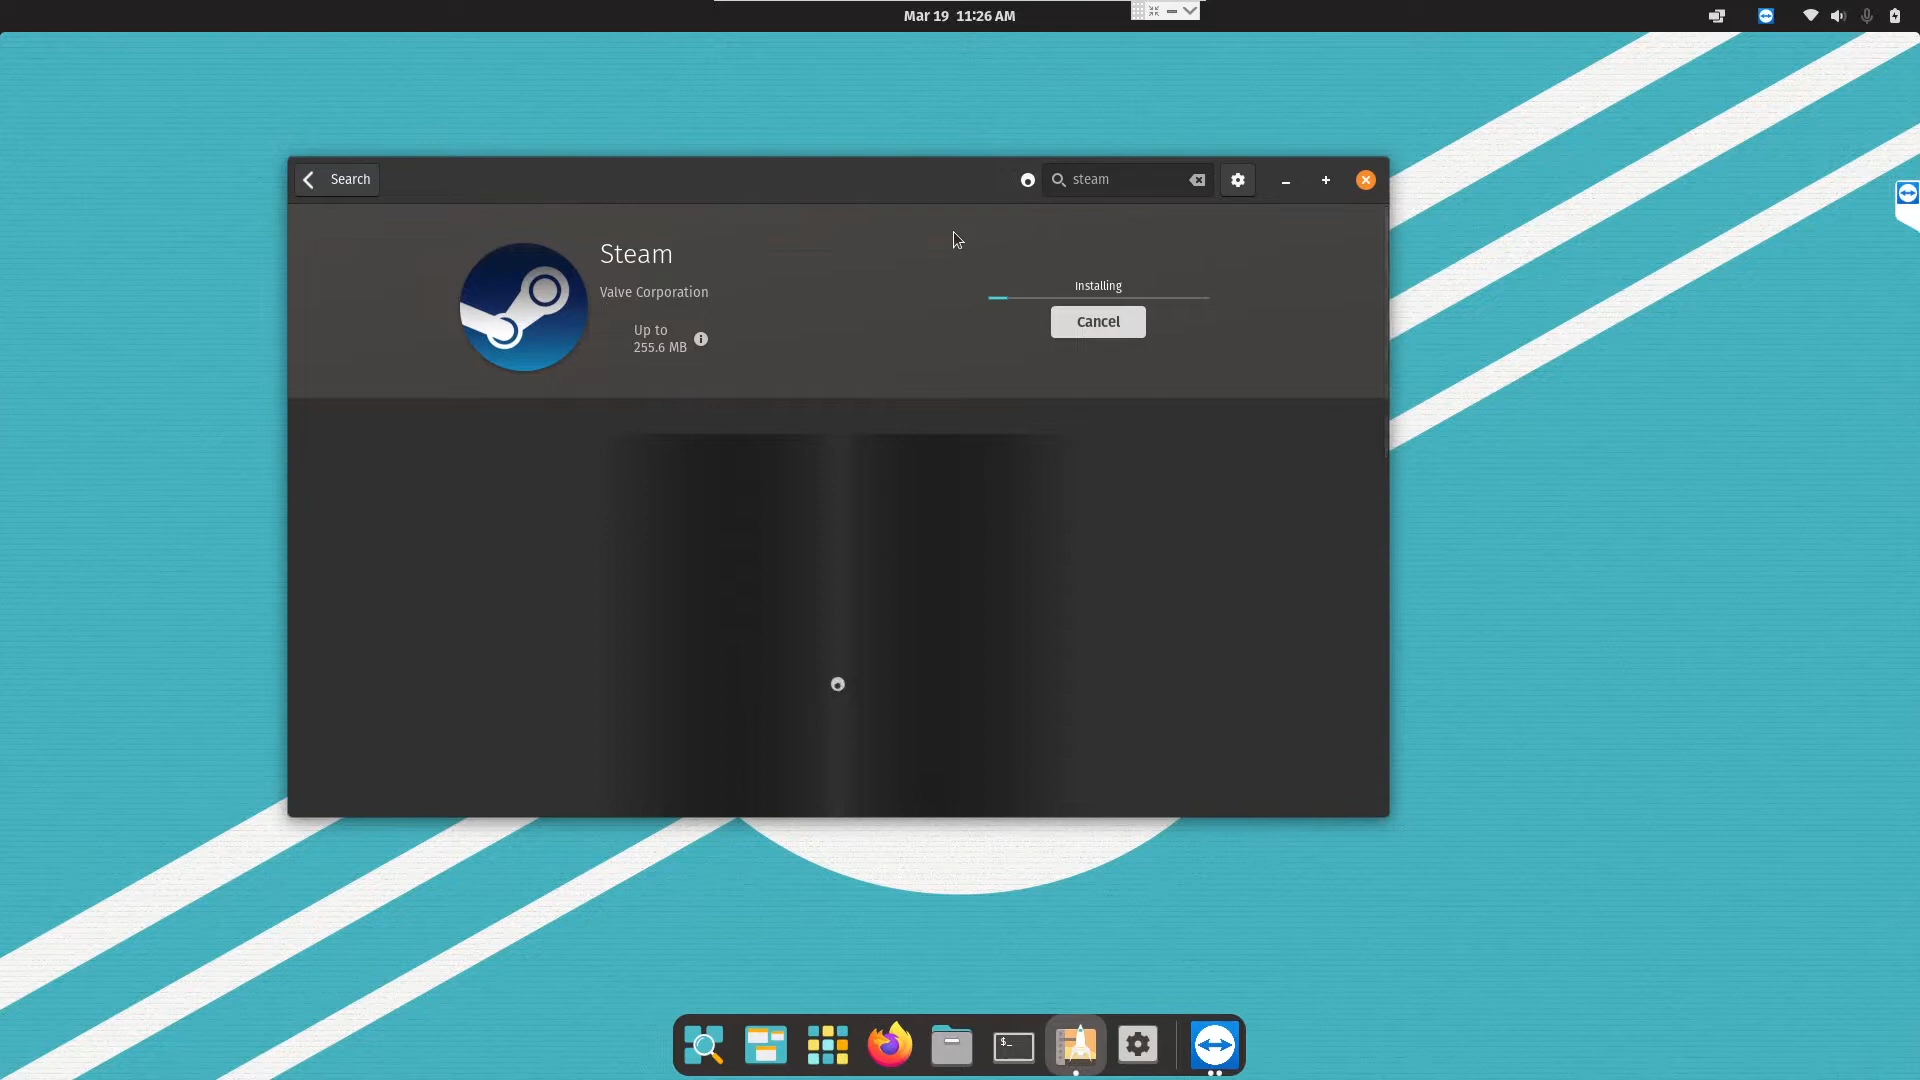 Mar 19 11:26 AM
Search
steam
Steam
Valve Corporation
Up to
255.6 MB
Installing
Cancel
$_